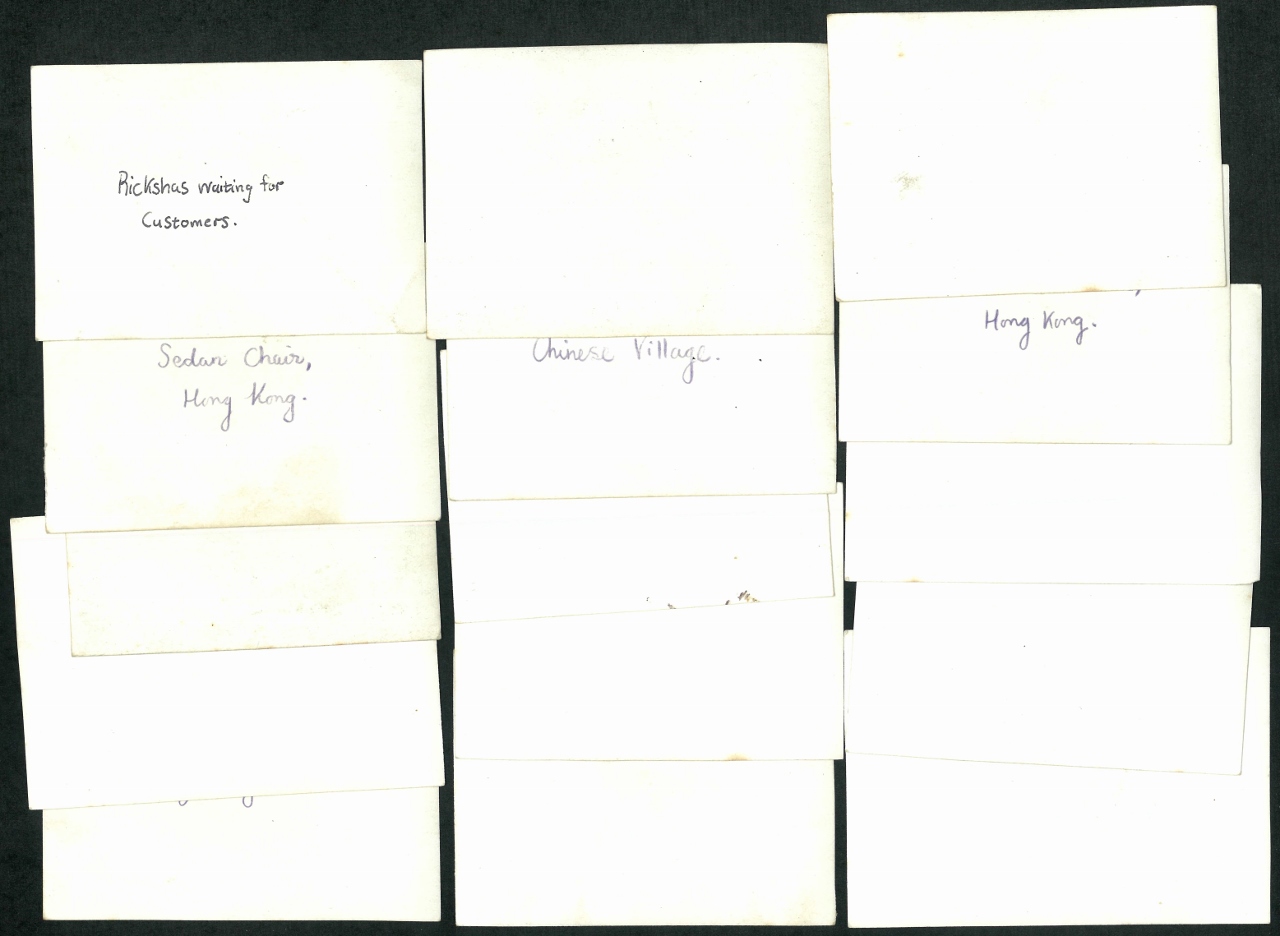 Rickshas waiting for
Customers.
Sedan Chair,
Hong Kong.
Chinese Village.
Hong Kong.